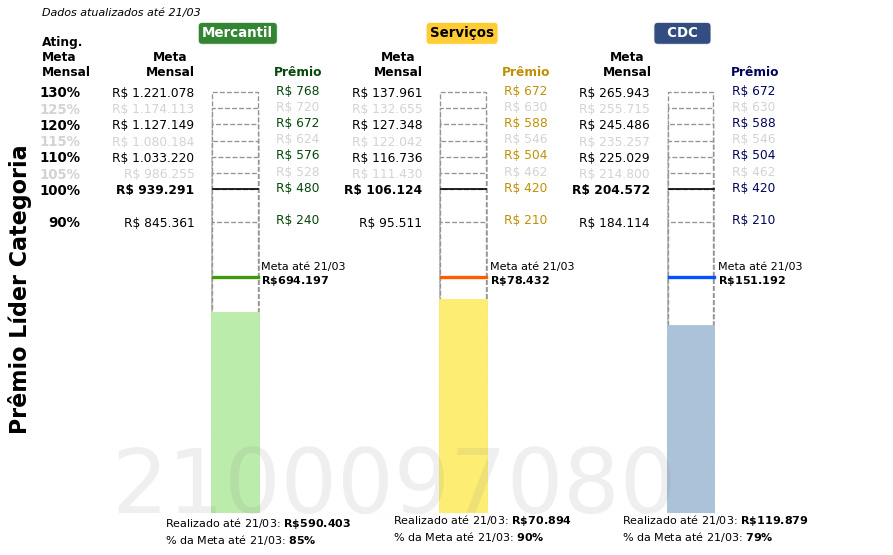 Dados atualizados até 21/03
Mercantil Serviços CDC
Ating.
Meta Meta Meta Meta
Mensal Mensal Prêmio Mensal Prêmio Mensal Prêmio
130% R$ 1.221.078 R$ 768 R$ 137.961 R$ 672 R$ 265.943 R$ 672
125% R$ 1.174.113 R$ 720 R$ 132.655 R$ 630 R$ 255.715 R$ 630
120% R$ 1.127.149 R$ 672 R$ 127.348 R$ 588 R$ 245.486 R$ 588
115% R$ 1.080.184 R$ 624 R$ 122.042 R$ 546 R$ 235.257 R$ 546
110% R$ 1.033.220 R$ 576 R$ 116.736 R$ 504 R$ 225.029 R$ 504
105% R$ 986.255 R$ 528 R$ 111.430 R$ 462 R$ 214.800 R$ 462
100% R$ 939.291 R$ 480 R$ 106.124 R$ 420 R$ 204.572 R$ 420
90% R$ 845.361 R$ 240 R$ 95.511 R$ 210 R$ 184.114 R$ 210
Meta até 21/03 Meta até 21/03 Meta até 21/03
R$694.197 R$78.432 R$151.192
Prêmio Líder Categoria
2100097080
Realizado até 21/03: R$590.403 Realizado até 21/03: R$70.894 Realizado até 21/03: R$119.879
% da Meta até 21/03: 85% % da Meta até 21/03: 90% % da Meta até 21/03: 79%